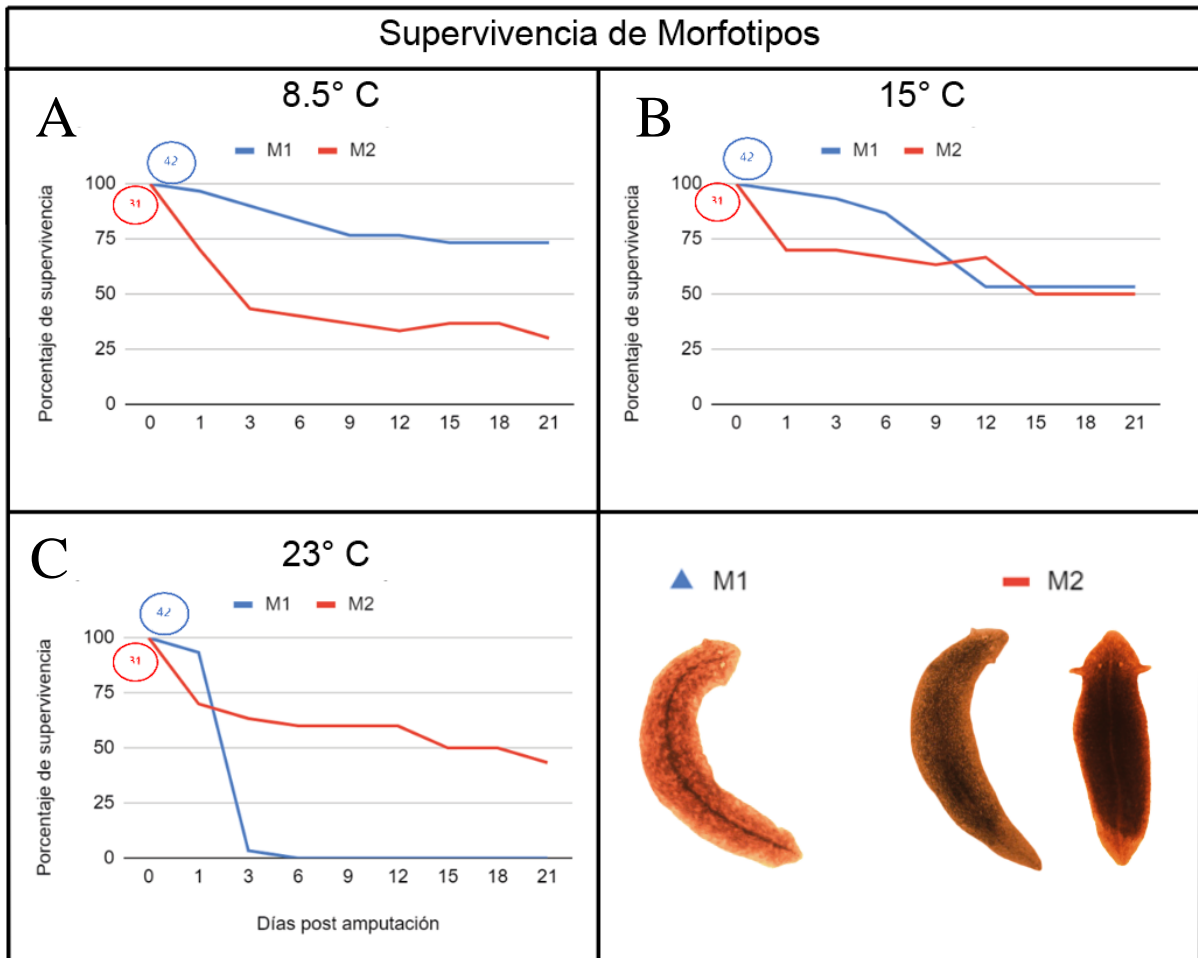 Supervivencia de Morfotipos
A
8.5° C
M1 M2
42
31
Porcentaje de supervivencia
100
75
50
25
0
0 1 3 6 9 12 15 18 21
B
15° C
M1 M2
42
31
Porcentaje de supervivencia
100
75
50
25
0
0 1 3 6 9 12 15 18 21
C
23° C
M1 M2
42
31
Porcentaje de supervivencia
100
75
50
25
0
0 1 3 6 9 12 15 18 21
Días post amputación
M1 M2